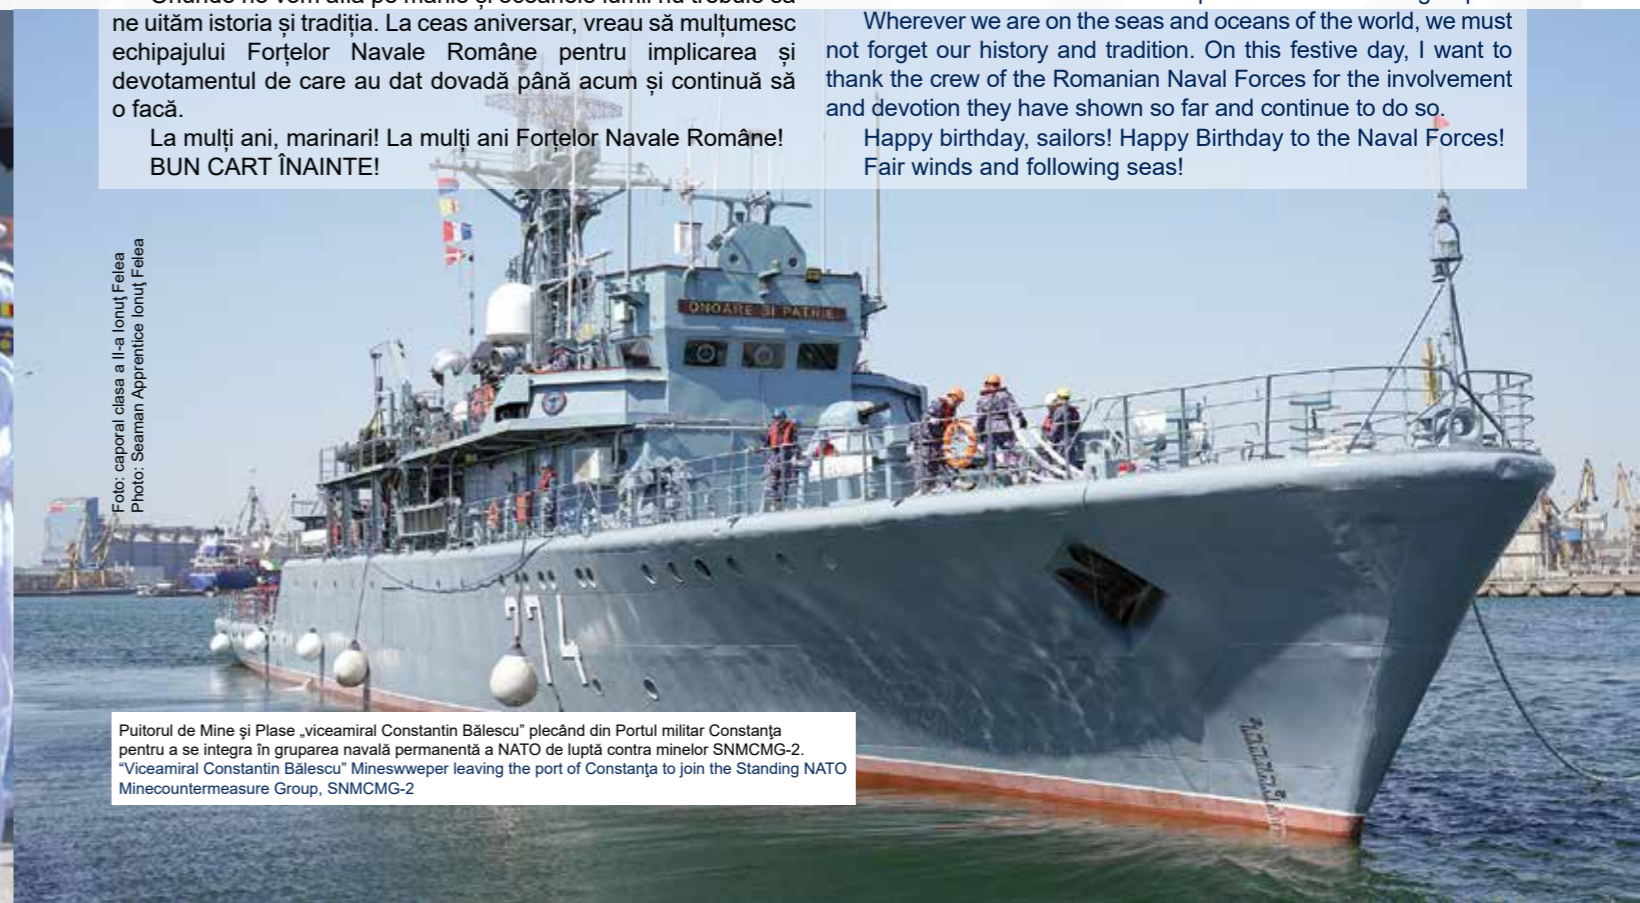 ne uităm istoria și tradiția. La ceas aniversar, vreau să mulțumesc
echipajului Forțelor Navale Române pentru implicarea și
devotamentul de care au dat dovadă până acum și continuă să
o facă.
La mulți ani, marinari! La mulți ani Forțelor Navale Române!
BUN CART ÎNAINTE!
Wherever we are on the seas and oceans of the world, we must
not forget our history and tradition. On this festive day, I want to
thank the crew of the Romanian Naval Forces for the involvement
and devotion they have shown so far and continue to do so.
Happy birthday, sailors! Happy Birthday to the Naval Forces!
Fair winds and following seas!
Foto: caporal clasa a II-a Ionuţ Felea
Photo: Seaman Apprentice Ionuţ Felea
ONOARE SI PATRIE
74
Puitorul de Mine şi Plase „viceamiral Constantin Bălescu” plecând din Portul militar Constanţa
pentru a se integra în gruparea navală permanentă a NATO de luptă contra minelor SNMCMG-2.
“Viceamiral Constantin Bălescu” Mineswweper leaving the port of Constanţa to join the Standing NATO
Minecountermeasure Group, SNMCMG-2